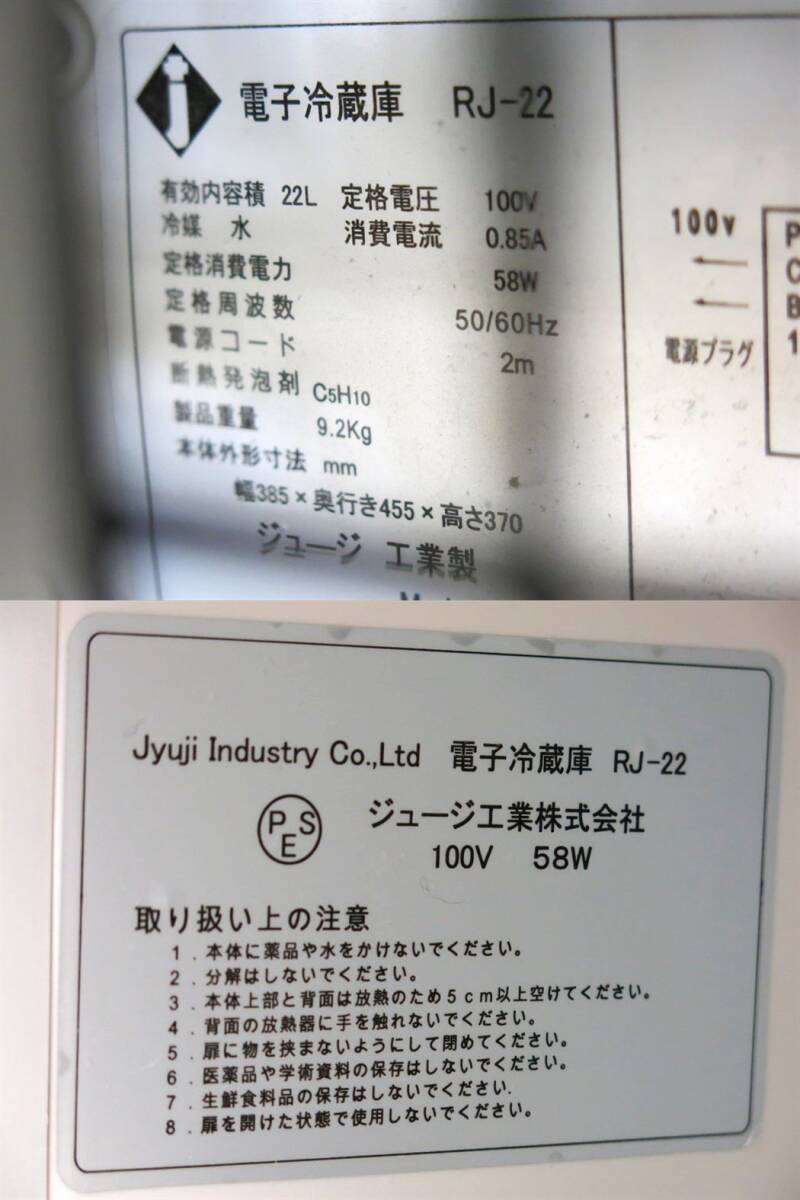 電子冷蔵庫 RJ-22
有効内容積 22L 定格電圧 100V
冷媒 水 消費電流 0.85A
定格消費電力 58W
定格周波数 50/60Hz
電源コード 2m
断熱発泡剤 C5H10
製品重量 9.2Kg
本体外形寸法 mm
幅385×奥行き455×高さ370
ジュージ 工業製
100v
電源プラグ
P
C
B
1
Jyuji Industry Co.,Ltd 電子冷蔵庫 RJ-22
PSE ジュージ工業株式会社
100V 58W
取り扱い上の注意
1．本体に薬品や水をかけないでください。
2．分解はしないでください。
3．本体上部と背面は放熱のため5cm以上空けてください。
4．背面の放熱器に手を触れないでください。
5．扉に物を挟まないようにして閉めてください。
6．医薬品や学術資料の保存はしないでください。
7．生鮮食料品の保存はしないでください.
8．扉を開けた状態で使用しないでください。